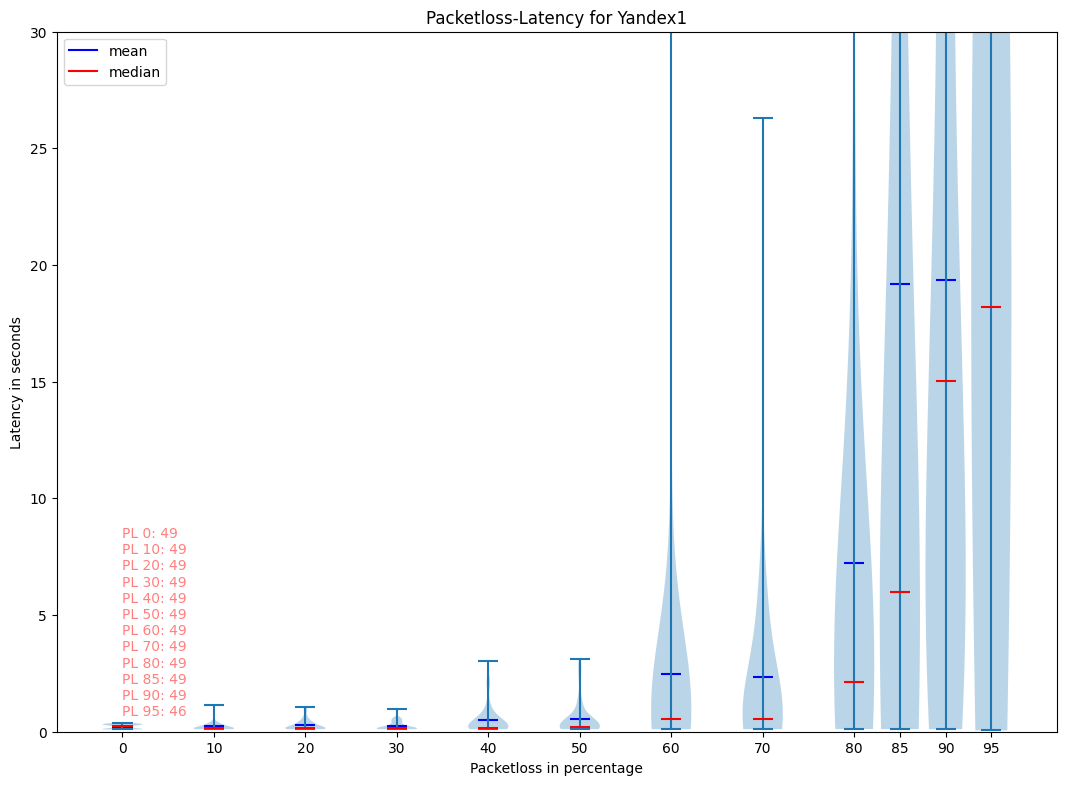 Packetloss-Latency for Yandex1
30
25
20
15
10
5
0
Latency in seconds
mean
median
PL 0: 49
PL 10: 49
PL 20: 49
PL 30: 49
PL 40: 49
PL 50: 49
PL 60: 49
PL 70: 49
PL 80: 49
PL 85: 49
PL 90: 49
PL 95: 46
0 10 20 30 40 50 60 70 80 85 90 95
Packetloss in percentage